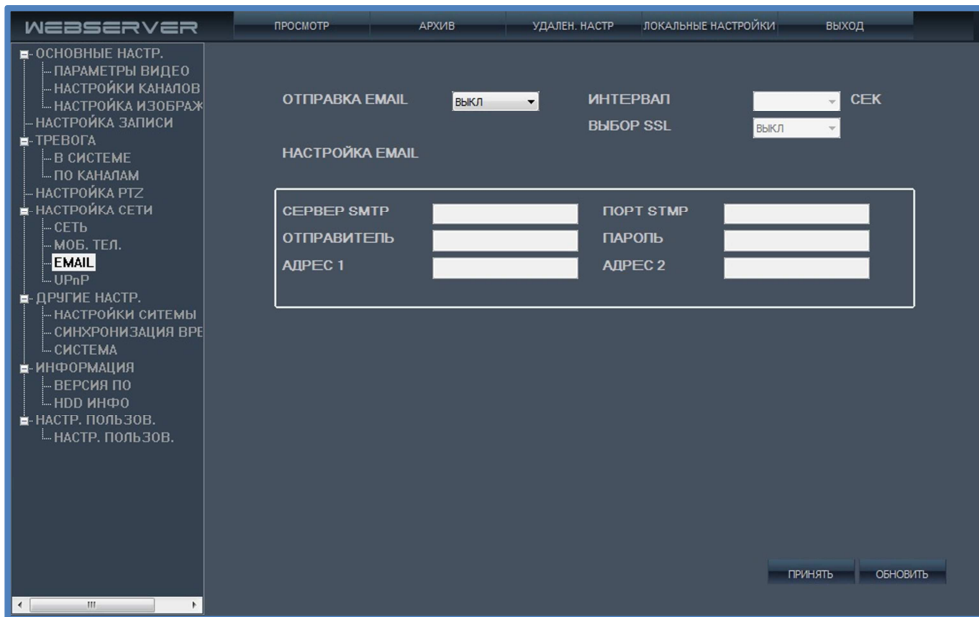 WEBSERVER
ПРОСМОТР АРХИВ УДАЛЕН. НАСТР ЛОКАЛЬНЫЕ НАСТРОЙКИ ВЫХОД
ОСНОВНЫЕ НАСТР.
ПАРАМЕТРЫ ВИДЕО
НАСТРОЙКИ КАНАЛОВ
НАСТРОЙКА ИЗОБРАЖ
НАСТРОЙКА ЗАПИСИ
ТРЕВОГА
В СИСТЕМЕ
ПО КАНАЛАМ
НАСТРОЙКА PTZ
НАСТРОЙКА СЕТИ
СЕТЬ
МОБ. ТЕЛ.
EMAIL
UPnP
ДРУГИЕ НАСТР.
НАСТРОЙКИ СИТЕМЫ
СИНХРОНИЗАЦИЯ ВРЕ
СИСТЕМА
ИНФОРМАЦИЯ
ВЕРСИЯ ПО
HDD ИНФО
НАСТР. ПОЛЬЗОВ.
НАСТР. ПОЛЬЗОВ.
ОТПРАВКА EMAIL ВЫКЛ ИНТЕРВАЛ СЕК
ВЫБОР SSL ВЫКЛ
НАСТРОЙКА EMAIL
СЕРВЕР SMTP ПОРТ STMP
ОТПРАВИТЕЛЬ ПАРОЛЬ
АДРЕС 1 АДРЕС 2
ПРИНЯТЬ ОБНОВИТЬ